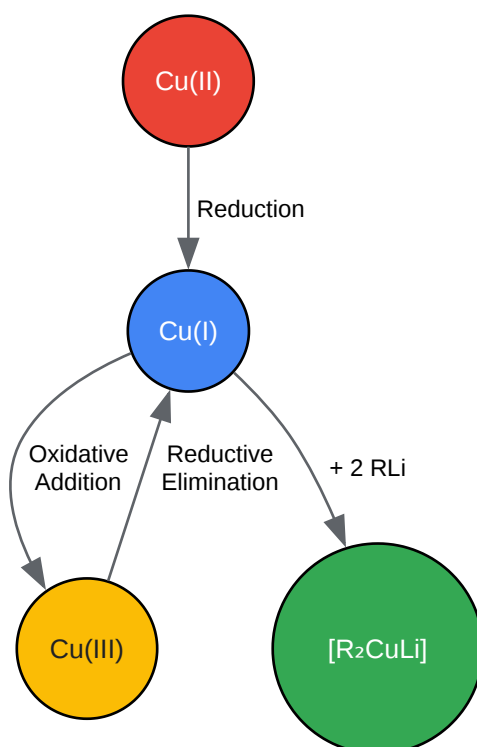 Cu(II)
Reduction
Cu(I)
Oxidative
Addition
Reductive
Elimination
+ 2 RLi
Cu(III)
[R₂CuLi]